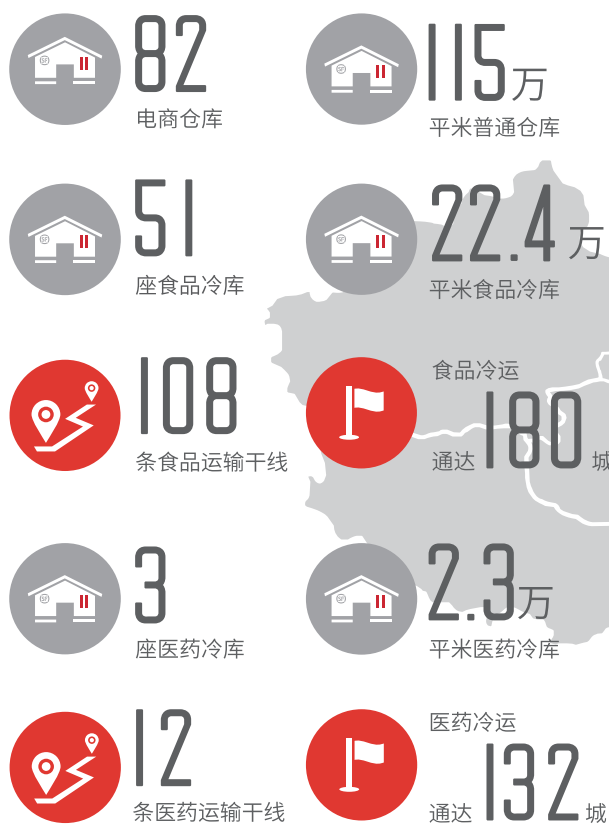 82
电商仓库
115万
平米普通仓库
51
座食品冷库
22.4万
平米食品冷库
108
条食品运输干线
食品冷运
通达180城
3
座医药冷库
2.3万
平米医药冷库
12
条医药运输干线
医药冷运
通达132城